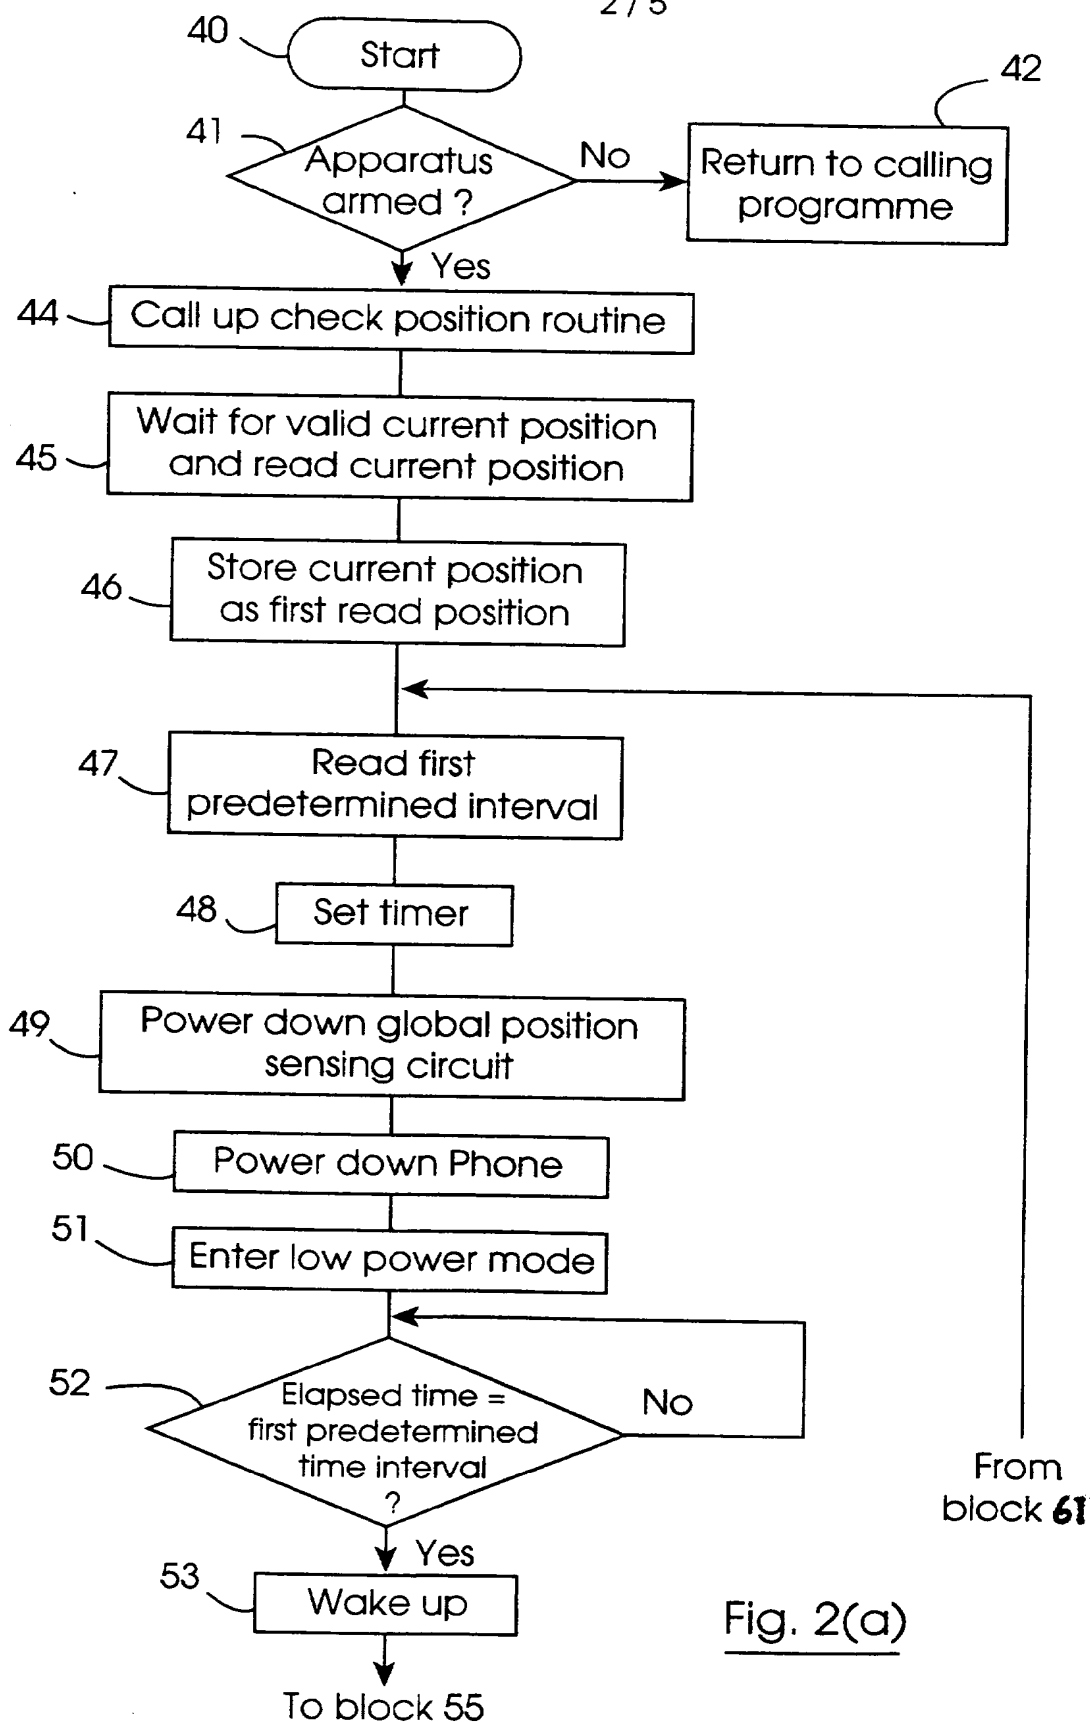 2/5
40
Start
41
Apparatus
armed ?
No
42
Return to calling
programme
Yes
44
Call up check position routine
45
Wait for valid current position
and read current position
46
Store current position
as first read position
47
Read first
predetermined interval
48
Set timer
49
Power down global position
sensing circuit
50
Power down Phone
51
Enter low power mode
52
Elapsed time =
first predetermined
time interval
?
No
From
block 61
Yes
53
Wake up
Fig. 2(a)
To block 55